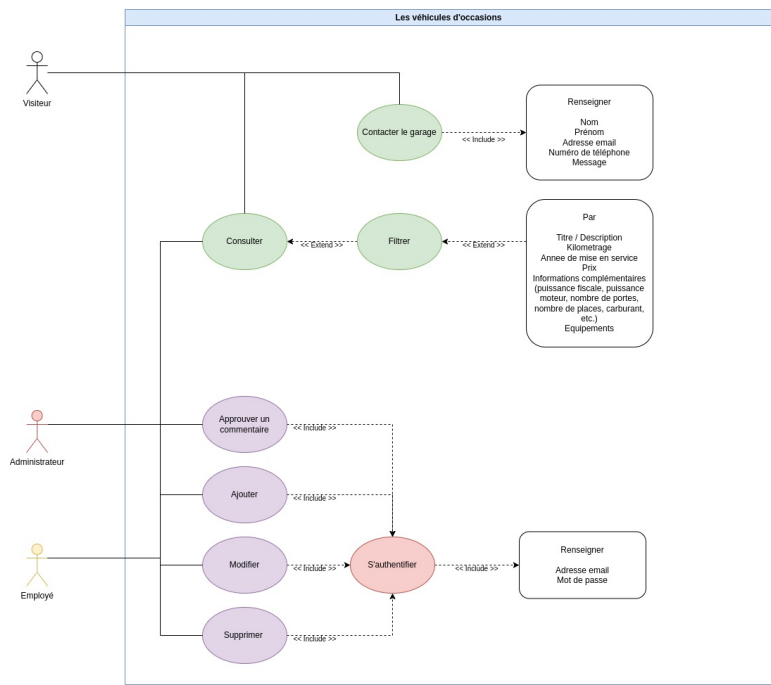 Les véhicules d'occasions
Visiteur
Contacter le garage
<< Include >>
Renseigner
Nom
Prénom
Adresse email
Numéro de téléphone
Message
Consulter
<< Extend >>
Filtrer
<< Extend >>
Par
Titre / Description
Kilometrage
Annee de mise en service
Prix
Informations complémentaires
(puissance fiscale, puissance
moteur, nombre de portes,
nombre de places, carburant,
etc.)
Equipements
Administrateur
Approuver un
commentaire
<< Include >>
Ajouter
<< Include >>
Employé
Modifier
<< Include >>
S'authentifier
<< Include >>
Renseigner
Adresse email
Mot de passe
Supprimer
<< Include >>